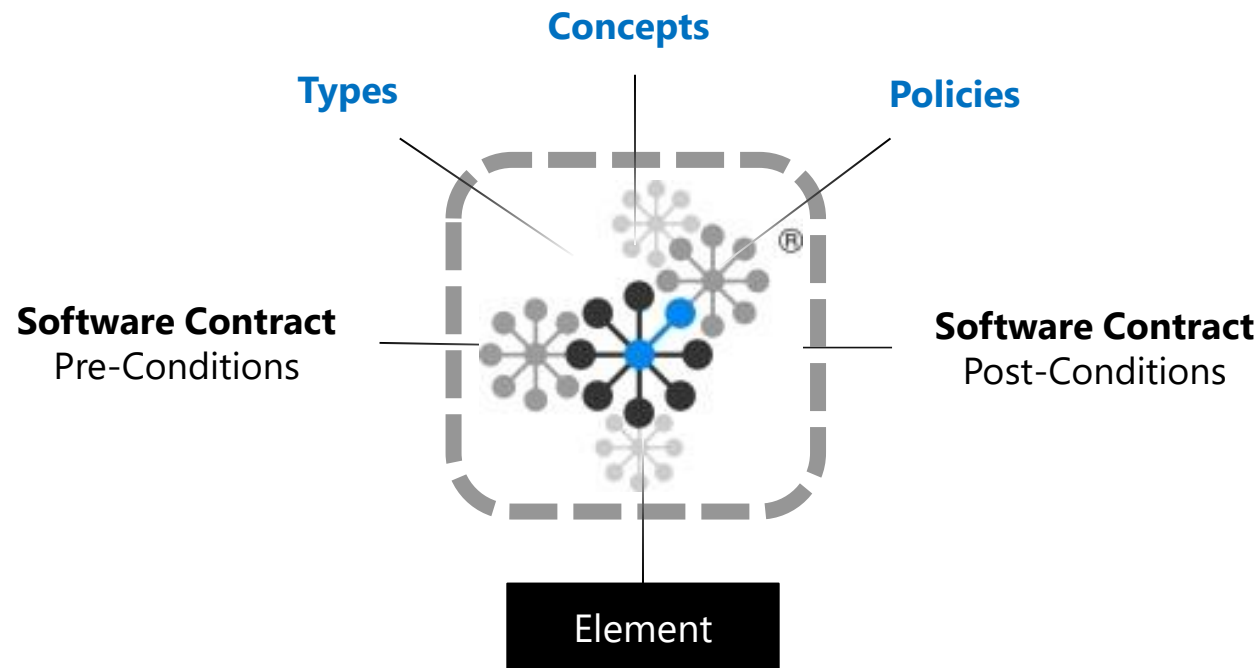 Concepts
Types
Policies
®
Software Contract
Pre-Conditions
Software Contract
Post-Conditions
Element